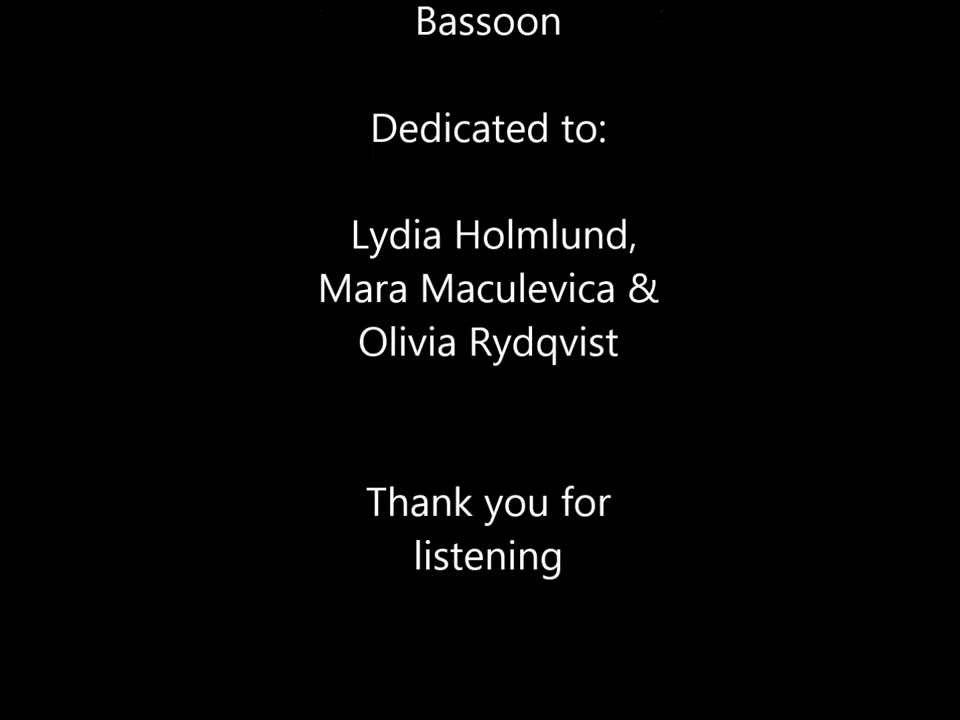 Bassoon
Dedicated to:
Lydia Holmlund,
Mara Maculevica &
Olivia Rydqvist
Thank you for
listening